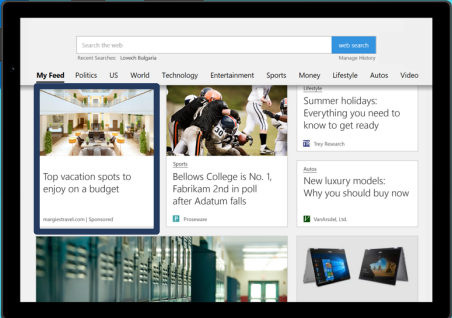 Search the web
web search
Recent Searches: Lovech Bulgaria
Manage History
My Feed Politics US World Technology Entertainment Sports Money Lifestyle Autos Video
Top vacation spots to
enjoy on a budget
margiestravel.com | Sponsored
Sports
Bellows College is No. 1,
Fabrikam 2nd in poll
after Adatum falls
Proseware
Lifestyle
Summer holidays:
Everything you need to
know to get ready
Trey Research
Autos
New luxury models:
Why you should buy now
VanArsdel, Ltd.